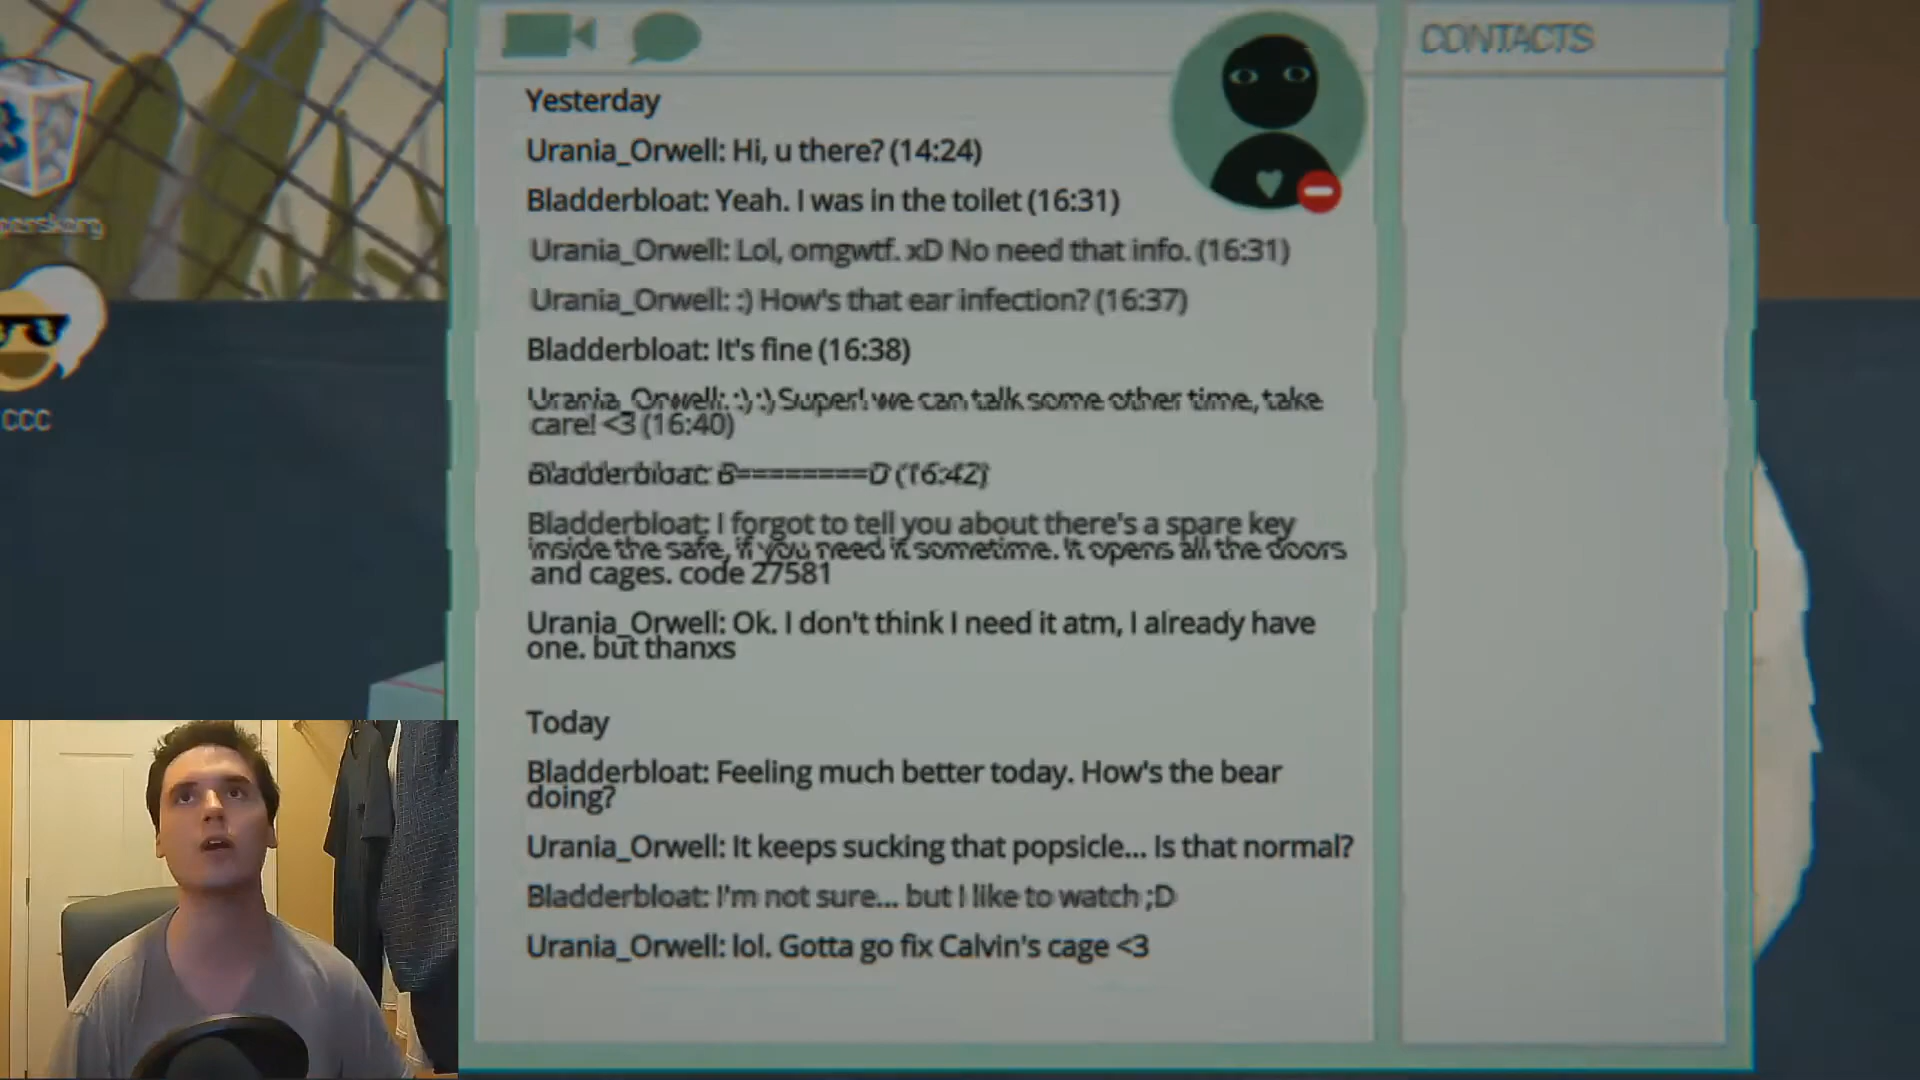 CONTACTS
Yesterday
Urania_Orwell: Hi, u there? (14:24)
Bladderbloat: Yeah. I was in the toilet (16:31)
Urania_Orwell: Lol, omgwtf. xD No need that info. (16:31)
Urania_Orwell: :) How's that ear infection? (16:37)
Bladderbloat: It's fine (16:38)
Urania_Orwell: :) :) Super! we can talk some other time, take
care! <3 (16:40)
Bladderbloat: B========D (16:42)
Bladderbloat: I forgot to tell you about there's a spare key
inside the safe, if you need it sometime. It opens all the doors
and cages. code 27581
Urania_Orwell: Ok. I don't think I need it atm, I already have
one. but thanxs
Today
Bladderbloat: Feeling much better today. How's the bear
doing?
Urania_Orwell: It keeps sucking that popsicle... Is that normal?
Bladderbloat: I'm not sure... but I like to watch ;D
Urania_Orwell: lol. Gotta go fix Calvin's cage <3
CCC